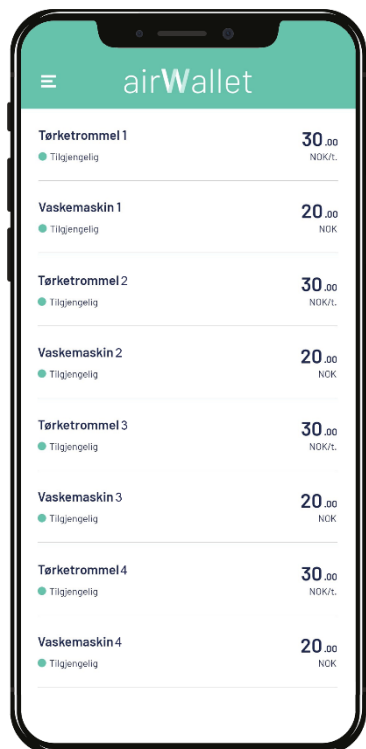 airWallet
Tørketrommel 1 30.00
Tilgjengelig NOK/t.
Vaskemaskin 1 20.00
Tilgjengelig NOK
Tørketrommel 2 30.00
Tilgjengelig NOK/t.
Vaskemaskin 2 20.00
Tilgjengelig NOK
Tørketrommel 3 30.00
Tilgjengelig NOK/t.
Vaskemaskin 3 20.00
Tilgjengelig NOK
Tørketrommel 4 30.00
Tilgjengelig NOK/t.
Vaskemaskin 4 20.00
Tilgjengelig NOK